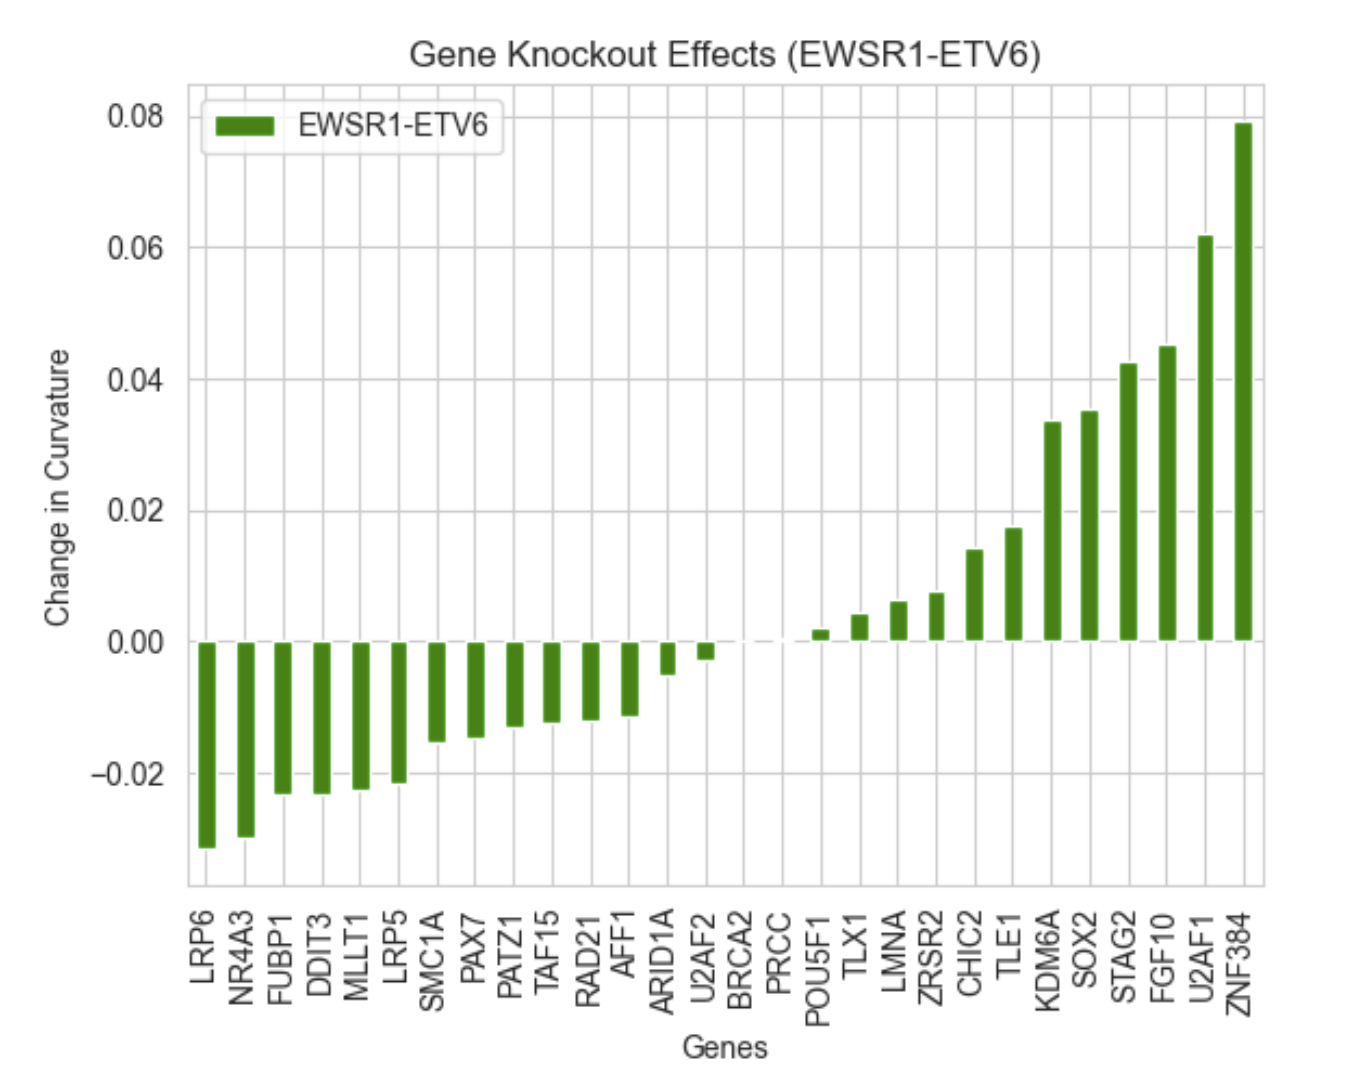 Gene Knockout Effects (EWSR1-ETV6)
EWSR1-ETV6
0.08
0.06
0.04
0.02
0.00
−0.02
Change in Curvature
LRP6
NR4A3
FUBP1
DDIT3
MLLT1
LRP5
SMC1A
PAX7
PATZ1
TAF15
RAD21
AFF1
ARID1A
U2AF2
BRCA2
PRCC
POU5F1
TLX1
LMNA
ZRSR2
CHIC2
TLE1
KDM6A
SOX2
STAG2
FGF10
U2AF1
ZNF384
Genes